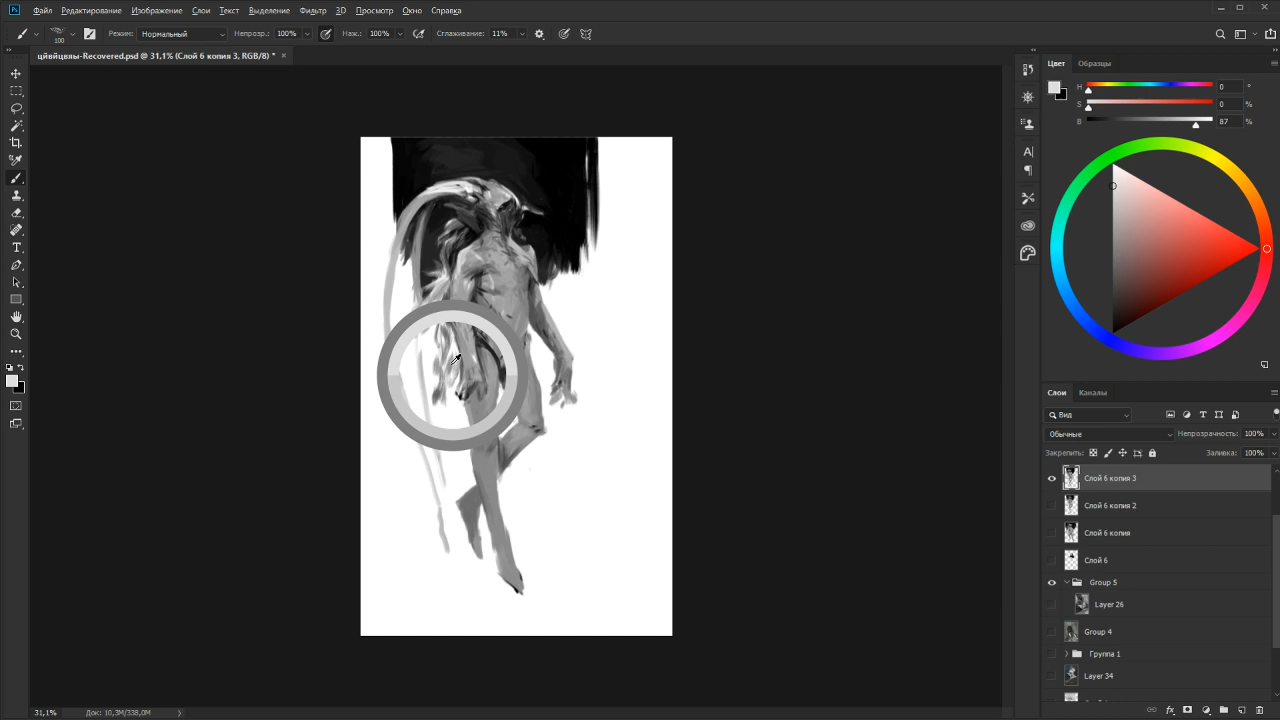 Ps Файл Редактирование Изображение Слои Текст Выделение Фильтр 3D Просмотр Окно Справка
100 Режим: Нормальный Непрозр.: 100% Наж.: 100% Сглаживание: 11%
цйвйцвяы-Recovered.psd @ 31,1% (Слой 6 копия 3, RGB/8) * ×
Цвет Образцы
H 0 °
S 0 %
B 87 %
Слои Каналы
Вид
Обычные Непрозрачность: 100%
Закрепить: Заливка: 100%
Слой 6 копия 3
Слой 6 копия 2
Слой 6 копия
Слой 6
Group 5
Layer 26
Group 4
Группа 1
Layer 34
31,1% Док: 10,3M/338,0M